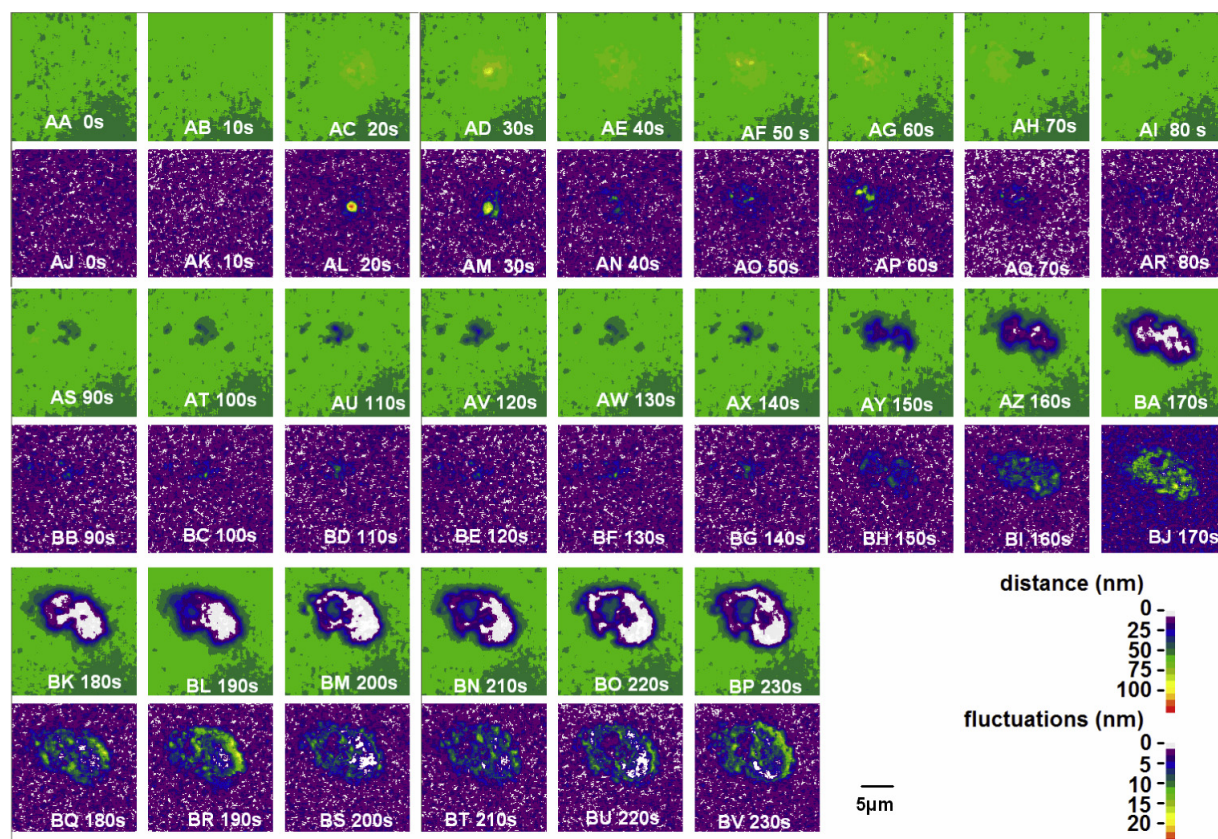 AA 0s AB 10s AC 20s AD 30s AE 40s AF 50 s AG 60s AH 70s AI 80 s
AJ 0s AK 10s AL 20s AM 30s AN 40s AO 50s AP 60s AQ 70s AR 80s
AS 90s AT 100s AU 110s AV 120s AW 130s AX 140s AY 150s AZ 160s BA 170s
BB 90s BC 100s BD 110s BE 120s BF 130s BG 140s BH 150s BI 160s BJ 170s
BK 180s BL 190s BM 200s BN 210s BO 220s BP 230s
distance (nm)
0
25
50
75
100
BQ 180s BR 190s BS 200s BT 210s BU 220s BV 230s
fluctuations (nm)
0
5
10
15
20
5µm